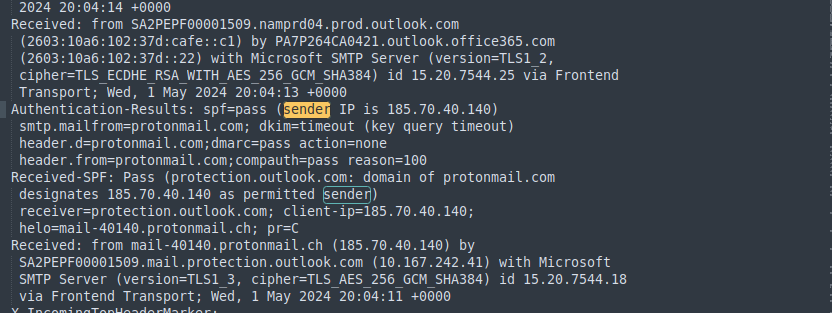 2024 20:04:14 +0000
Received: from SA2PEPF00001509.namprd04.prod.outlook.com
(2603:10a6:102:37d:cafe::c1) by PA7P264CA0421.outlook.office365.com
(2603:10a6:102:37d::22) with Microsoft SMTP Server (version=TLS1_2,
cipher=TLS_ECDHE_RSA_WITH_AES_256_GCM_SHA384) id 15.20.7544.25 via Frontend
Transport; Wed, 1 May 2024 20:04:13 +0000
Authentication-Results: spf=pass (sender IP is 185.70.40.140)
smtp.mailfrom=protonmail.com; dkim=timeout (key query timeout)
header.d=protonmail.com;dmarc=pass action=none
header.from=protonmail.com;compauth=pass reason=100
Received-SPF: Pass (protection.outlook.com: domain of protonmail.com
designates 185.70.40.140 as permitted sender)
receiver=protection.outlook.com; client-ip=185.70.40.140;
helo=mail-40140.protonmail.ch; pr=C
Received: from mail-40140.protonmail.ch (185.70.40.140) by
SA2PEPF00001509.mail.protection.outlook.com (10.167.242.41) with Microsoft
SMTP Server (version=TLS1_3, cipher=TLS_AES_256_GCM_SHA384) id 15.20.7544.18
via Frontend Transport; Wed, 1 May 2024 20:04:11 +0000
X-IncomingTopHeaderMarker: